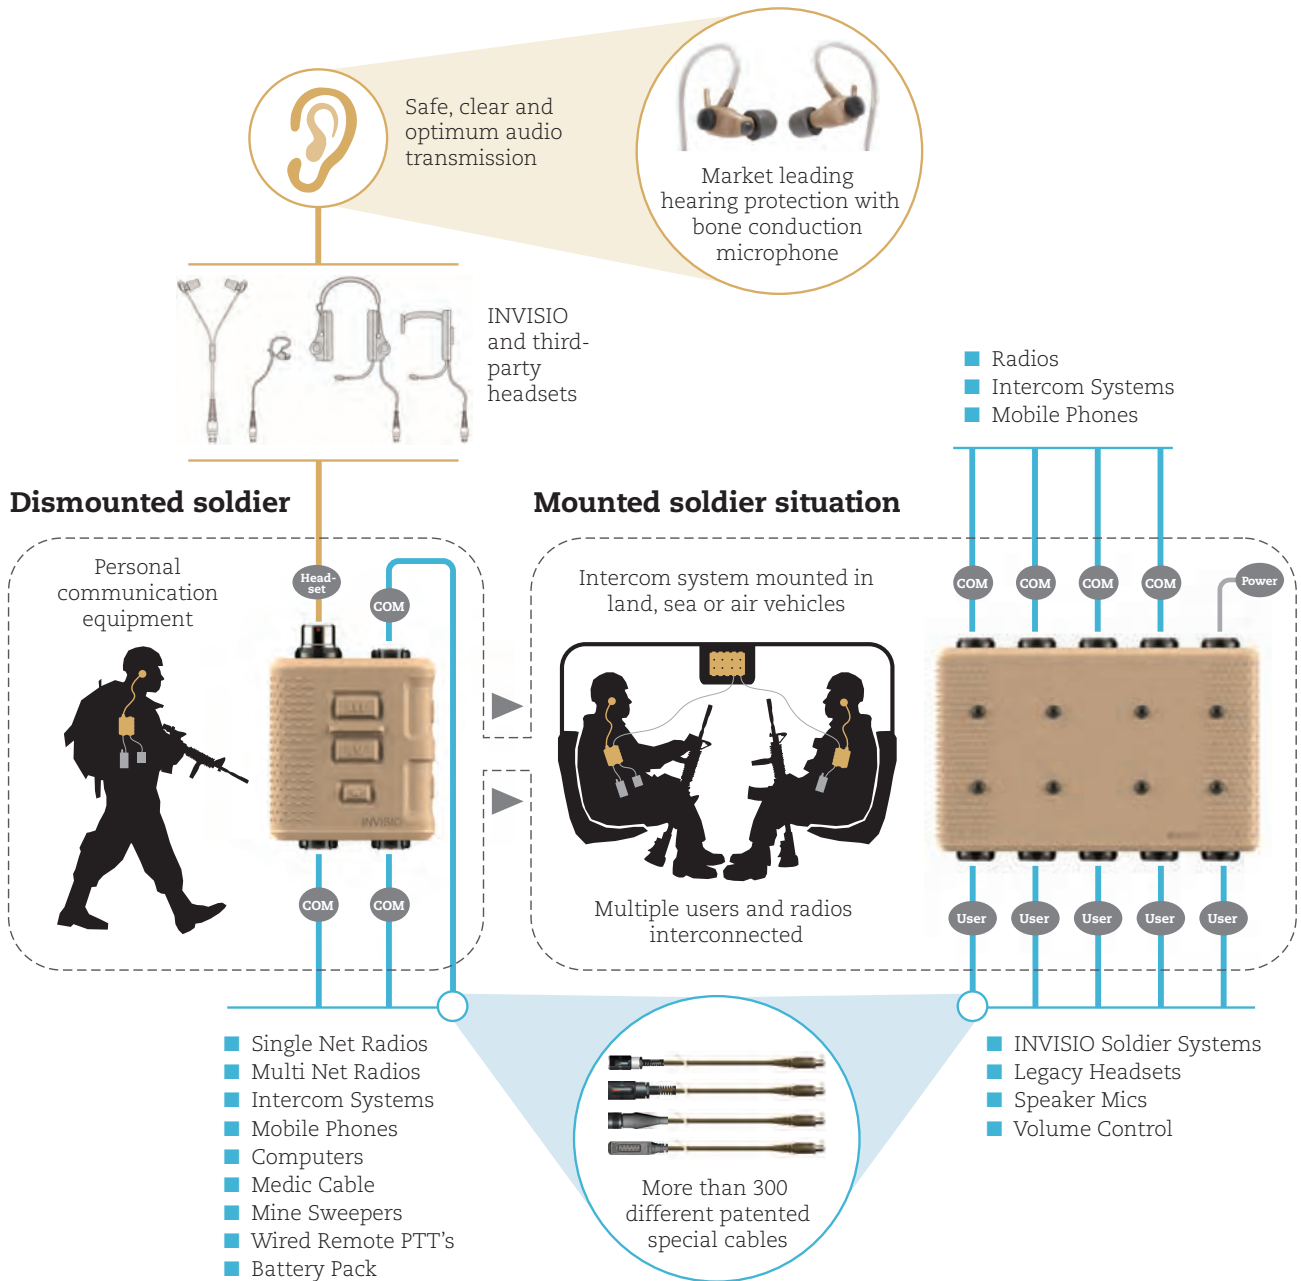 Safe, clear and
optimum audio
transmission
Market leading
hearing protection with
bone conduction
microphone
INVISIO
and third-
party
headsets
Radios
Intercom Systems
Mobile Phones
Dismounted soldier
Mounted soldier situation
Personal
communication
equipment
Head-
set
COM
INVISIO
COM
COM
Intercom system mounted in
land, sea or air vehicles
Multiple users and radios
interconnected
COM
COM
COM
COM
Power
User
User
User
User
User
Single Net Radios
Multi Net Radios
Intercom Systems
Mobile Phones
Computers
Medic Cable
Mine Sweepers
Wired Remote PTT's
Battery Pack
More than 300
different patented
special cables
INVISIO Soldier Systems
Legacy Headsets
Speaker Mics
Volume Control